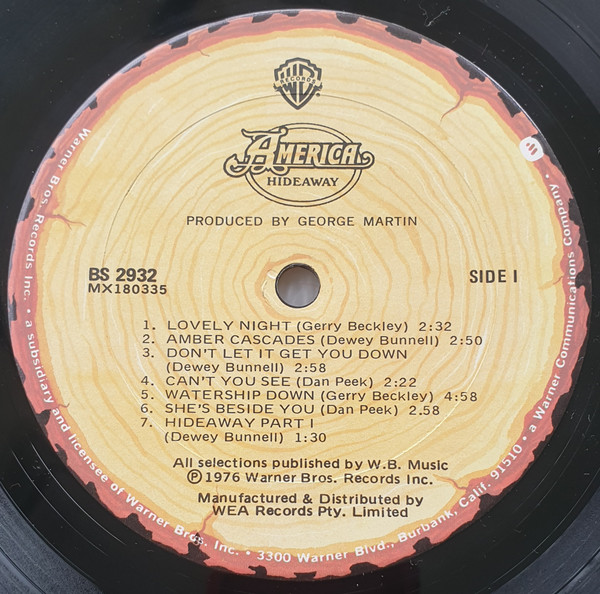 WB
RECORDS
AMERICA
HIDEAWAY
PRODUCED BY GEORGE MARTIN
BS 2932
MX180335
SIDE I
1. LOVELY NIGHT (Gerry Beckley) 2:32
2. AMBER CASCADES (Dewey Bunnell) 2:50
3. DON'T LET IT GET YOU DOWN
(Dewey Bunnell) 2:58
4. CAN'T YOU SEE (Dan Peek) 2:22
5. WATERSHIP DOWN (Gerry Beckley) 4:58
6. SHE'S BESIDE YOU (Dan Peek) 2.58
7. HIDEAWAY PART I
(Dewey Bunnell) 1:30
All selections published by W.B. Music
Ⓟ 1976 Warner Bros. Records Inc.
Manufactured & Distributed by
WEA Records Pty. Limited
Warner Bros. Records Inc. • a subsidiary and licensee of Warner Bros. Inc. • 3300 Warner Blvd., Burbank, Calif. 91510 • a Warner Communications Company •